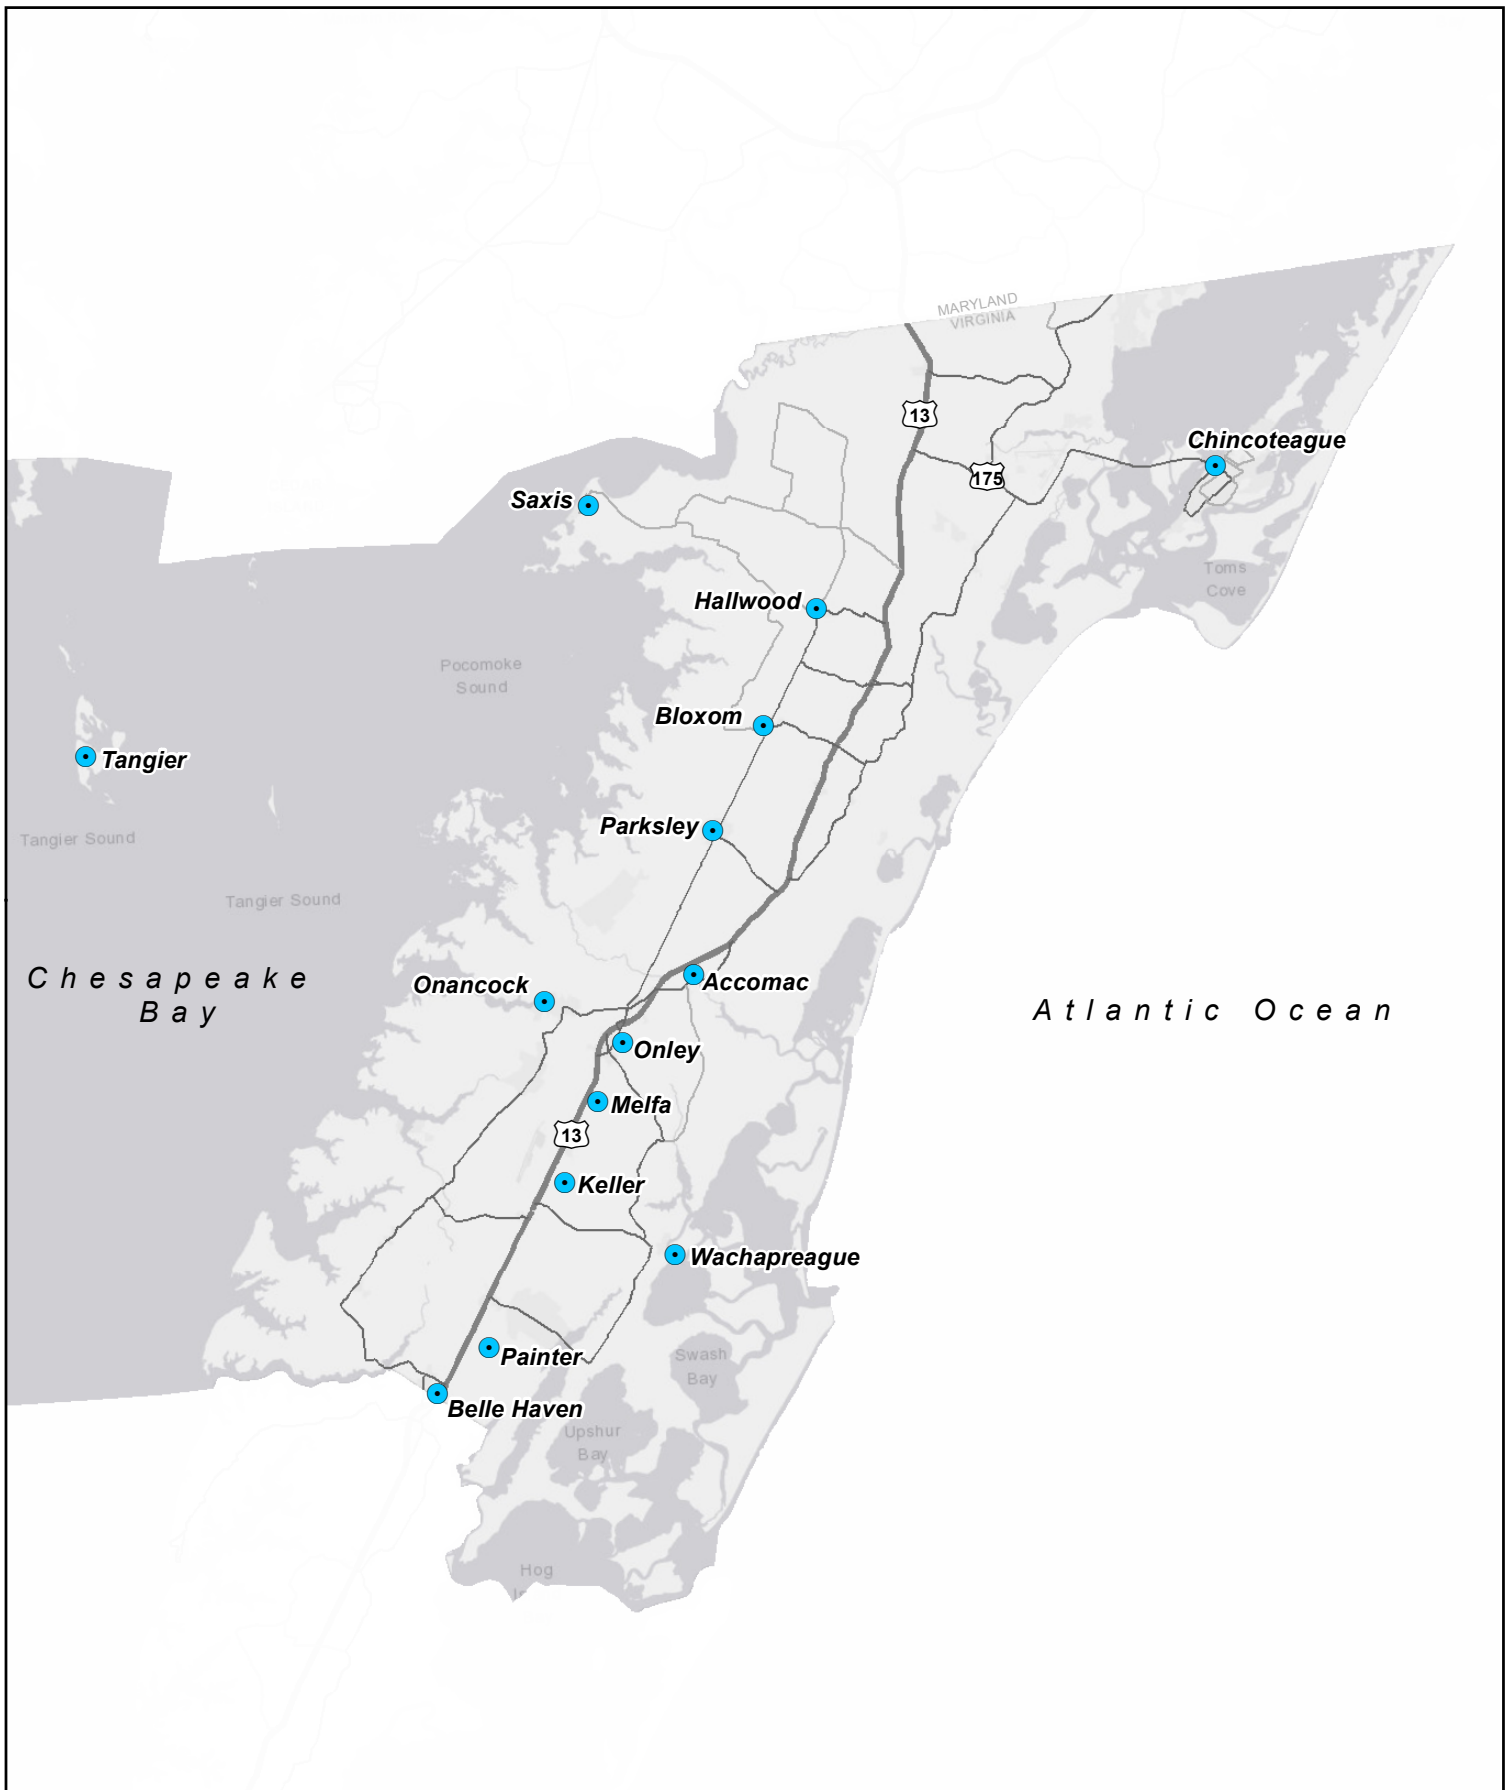 MARYLAND
VIRGINIA
13
Chincoteague
175
Saxis
Toms
Cove
Hallwood
Pocomoke
Sound
Bloxom
Tangier
Parksley
Tangier Sound
Tangier Sound
Chesapeake
Bay
Onancock
Accomac
Atlantic Ocean
Onley
Melfa
13
Keller
Wachapreague
Painter
Swash
Bay
Belle Haven
Upshur
Bay
Hog